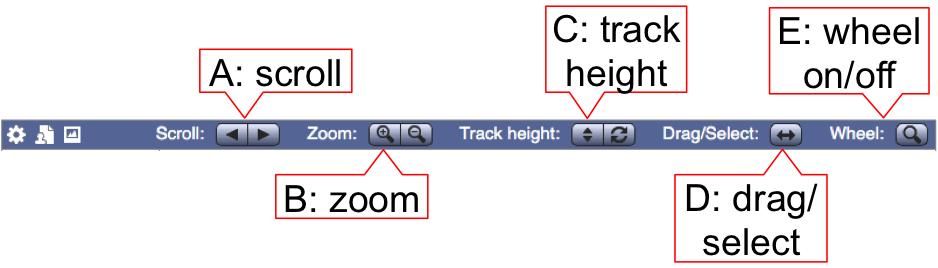 C: track
height
E: wheel
on/off
A: scroll
Scroll: Zoom: Track height: Drag/Select: Wheel:
B: zoom
D: drag/
select